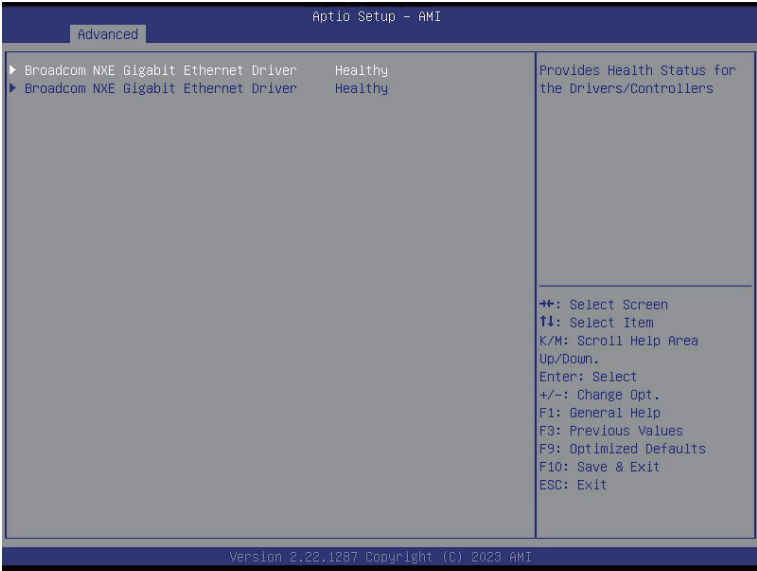 Aptio Setup – AMI
Advanced
▶ Broadcom NXE Gigabit Ethernet Driver Healthy
▶ Broadcom NXE Gigabit Ethernet Driver Healthy
Provides Health Status for
the Drivers/Controllers
→←: Select Screen
↑↓: Select Item
K/M: Scroll Help Area
Up/Down.
Enter: Select
+/-: Change Opt.
F1: General Help
F3: Previous Values
F9: Optimized Defaults
F10: Save & Exit
ESC: Exit
Version 2.22.1287 Copyright (C) 2023 AMI